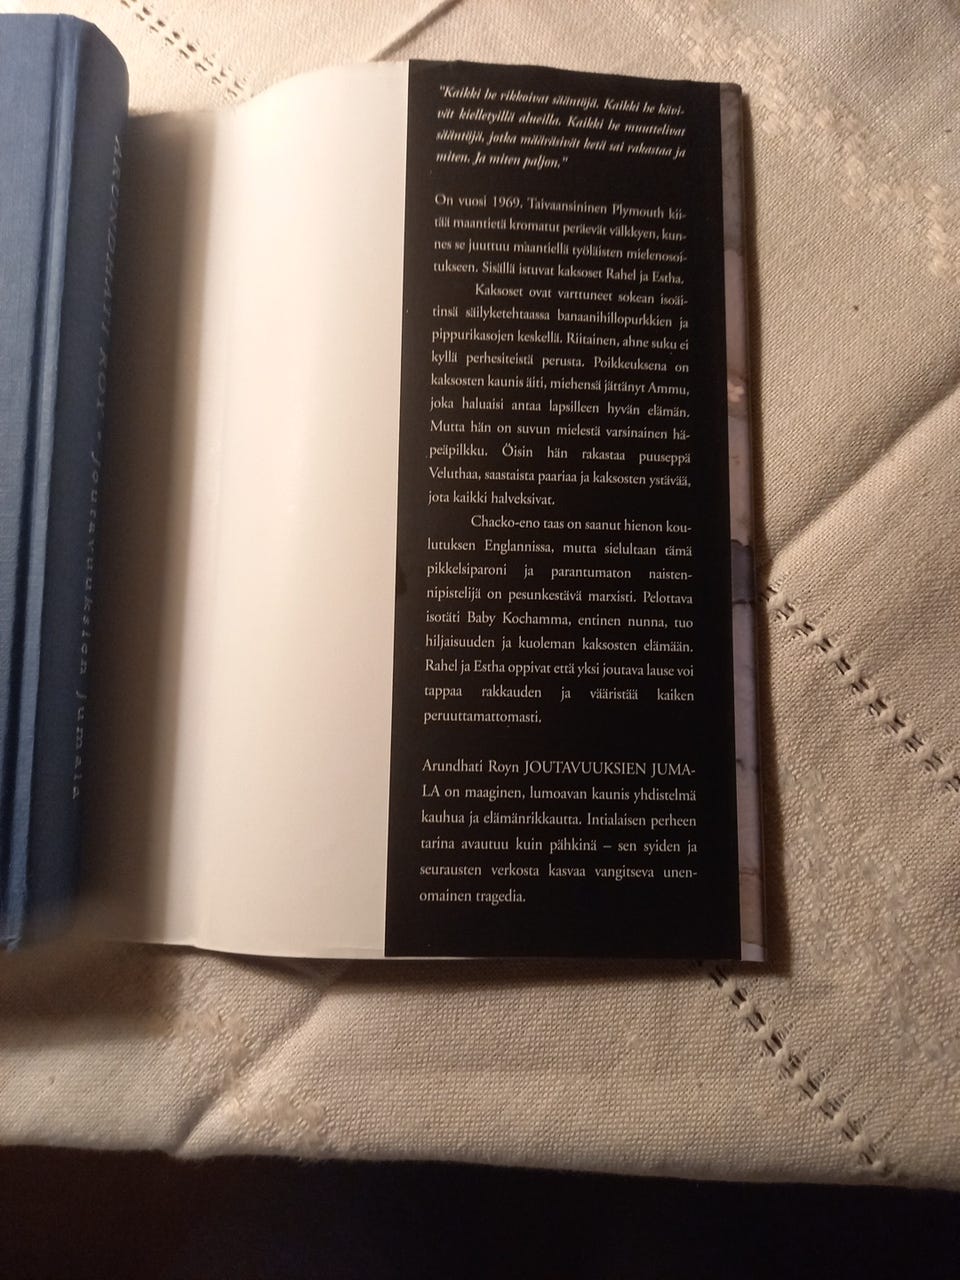 ARUNDHATI ROY • Joutavuuksien jumala
"Kaikki he rikkoivat sääntöjä. Kaikki he kävi-
vät kielletyillä alueilla. Kaikki he muuttelivat
sääntöjä, jotka määräsivät ketä sai rakastaa ja
miten. Ja miten paljon."
On vuosi 1969. Taivaansininen Plymouth kii-
tää maantietä kromatut peräevät välkkyen, kun-
nes se juuttuu maantiellä työläisten mielenosoi-
tukseen. Sisällä istuvat kaksoset Rahel ja Estha.
Kaksoset ovat varttuneet sokean isoäi-
tinsä säilyketehtaassa banaanihillopurkkien ja
pippurikasojen keskellä. Riitainen, ahne suku ei
kyllä perhesiteistä perusta. Poikkeuksena on
kaksosten kaunis äiti, miehensä jättänyt Ammu,
joka haluaisi antaa lapsilleen hyvän elämän.
Mutta hän on suvun mielestä varsinainen hä-
peäpilkku. Öisin hän rakastaa puuseppä
Veluthaa, saastaista paariaa ja kaksosten ystävää,
jota kaikki halveksivat.
Chacko-eno taas on saanut hienon kou-
lutuksen Englannissa, mutta sielultaan tämä
pikkelsiparoni ja parantumaton naisten-
nipistelijä on pesunkestävä marxisti. Pelottava
isotäti Baby Kochamma, entinen nunna, tuo
hiljaisuuden ja kuoleman kaksosten elämään.
Rahel ja Estha oppivat että yksi joutava lause voi
tappaa rakkauden ja vääristää kaiken
peruuttamattomasti.
Arundhati Royn JOUTAVUUKSIEN JUMA-
LA on maaginen, lumoavan kaunis yhdistelmä
kauhua ja elämänrikkautta. Intialaisen perheen
tarina avautuu kuin pähkinä – sen syiden ja
seurausten verkosta kasvaa vangitseva unen-
omainen tragedia.